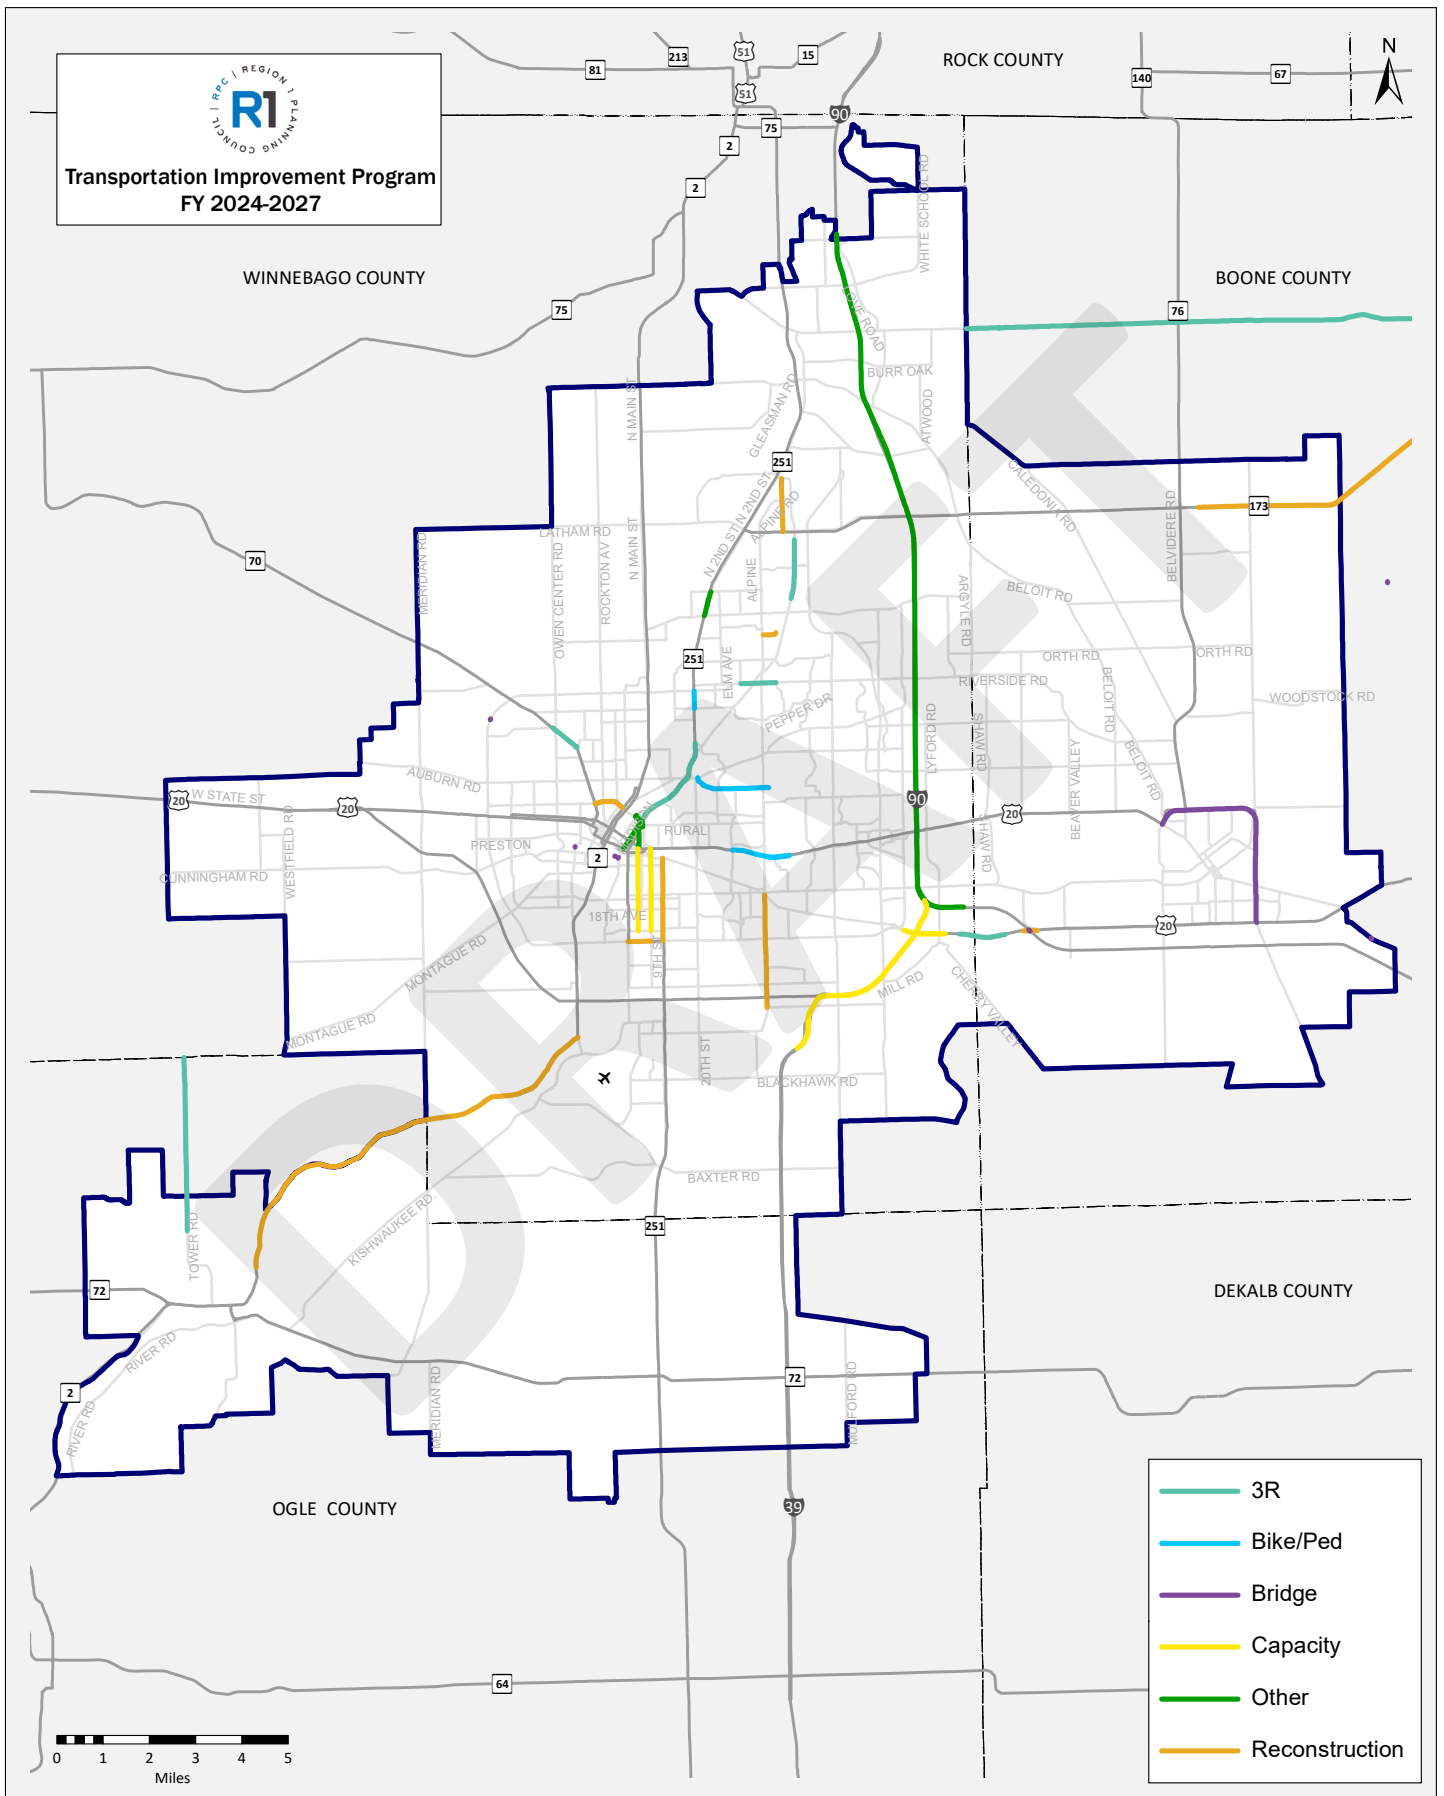 ROCK COUNTY
N
81
213
51
15
51
140
67
90
75
2
2
RPC | REGION 1 PLANNING COUNCIL |
R1
Transportation Improvement Program
FY 2024-2027
WHITE SCHOOL RD
WINNEBAGO COUNTY
BOONE COUNTY
75
76
LOVE ROAD
BURR OAK
ATWOOD
N MAIN ST
GLEASMAN RD
251
CALEDONIA RD
N 2ND ST
N 2ND ST
ALPINE RD
173
LATHAM RD
N MAIN ST
ROCKTON AV
OWEN CENTER RD
MERIDIAN RD
70
ALPINE
ARGYLE RD
BELOIT RD
BELVIDERE RD
251
ELM AVE
ORTH RD
ORTH RD
RIVERSIDE RD
BELOIT RD
WOODSTOCK RD
PEPPER DR
LYFORD RD
SHAW RD
BEAVER VALLEY
BELOIT RD
AUBURN RD
20
W STATE ST
20
90
20
MADISON
RURAL
WESTFIELD RD
PRESTON
2
SHAW RD
CUNNINGHAM RD
18TH AVE
20
9TH ST
MONTAGUE RD
MILL RD
CHERRY VALLEY
MONTAGUE RD
20TH ST
BLACKHAWK RD
BAXTER RD
TOWER RD
KISHWAUKEE RD.
251
72
DEKALB COUNTY
RIVER RD
2
RIVER RD
MERIDIAN RD
72
MULFORD RD
OGLE COUNTY
39
64
DRAFT
3R
Bike/Ped
Bridge
Capacity
Other
Reconstruction
0 1 2 3 4 5
Miles